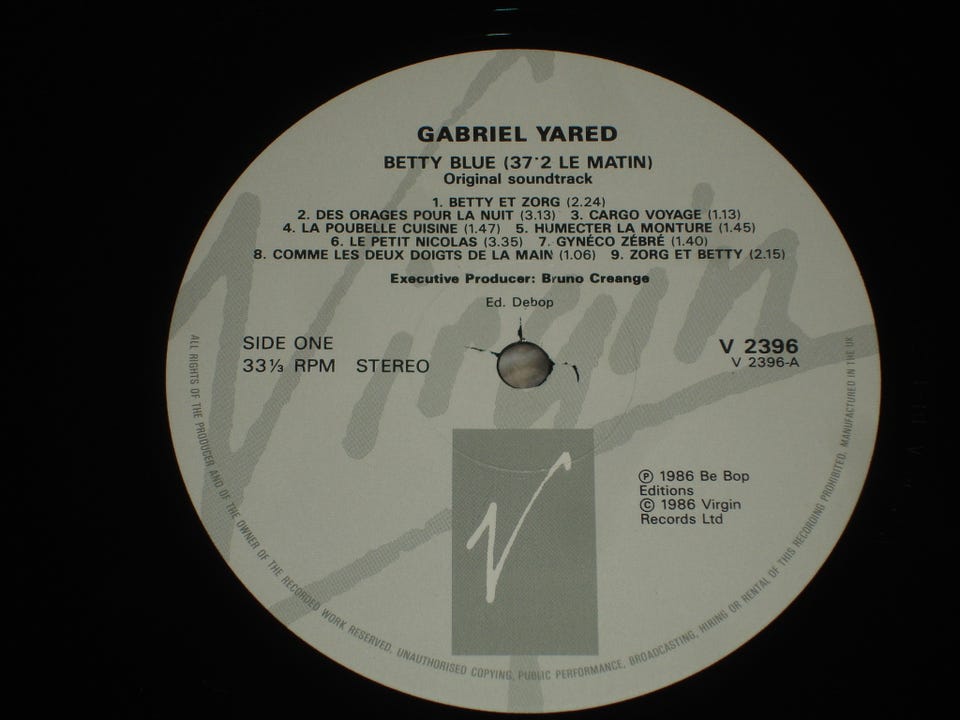 GABRIEL YARED
BETTY BLUE (37·2 LE MATIN)
Original soundtrack
1. BETTY ET ZORG (2.24)
2. DES ORAGES POUR LA NUIT (3.13) 3. CARGO VOYAGE (1.13)
4. LA POUBELLE CUISINE (1.47) 5. HUMECTER LA MONTURE (1.45)
6. LE PETIT NICOLAS (3.35) 7. GYNÉCO ZÉBRÉ (1.40)
8. COMME LES DEUX DOIGTS DE LA MAIN (1.06) 9. ZORG ET BETTY (2.15)
Executive Producer: Bruno Creange
Ed. Debop
SIDE ONE
33⅓ RPM STEREO
V 2396
V 2396-A
Virgin
V
℗ 1986 Be Bop
Editions
© 1986 Virgin
Records Ltd
ALL RIGHTS OF THE PRODUCER AND OF THE OWNER OF THE RECORDED WORK RESERVED. UNAUTHORISED COPYING, PUBLIC PERFORMANCE, BROADCASTING, HIRING OR RENTAL OF THIS RECORDING PROHIBITED. MANUFACTURED IN THE UK